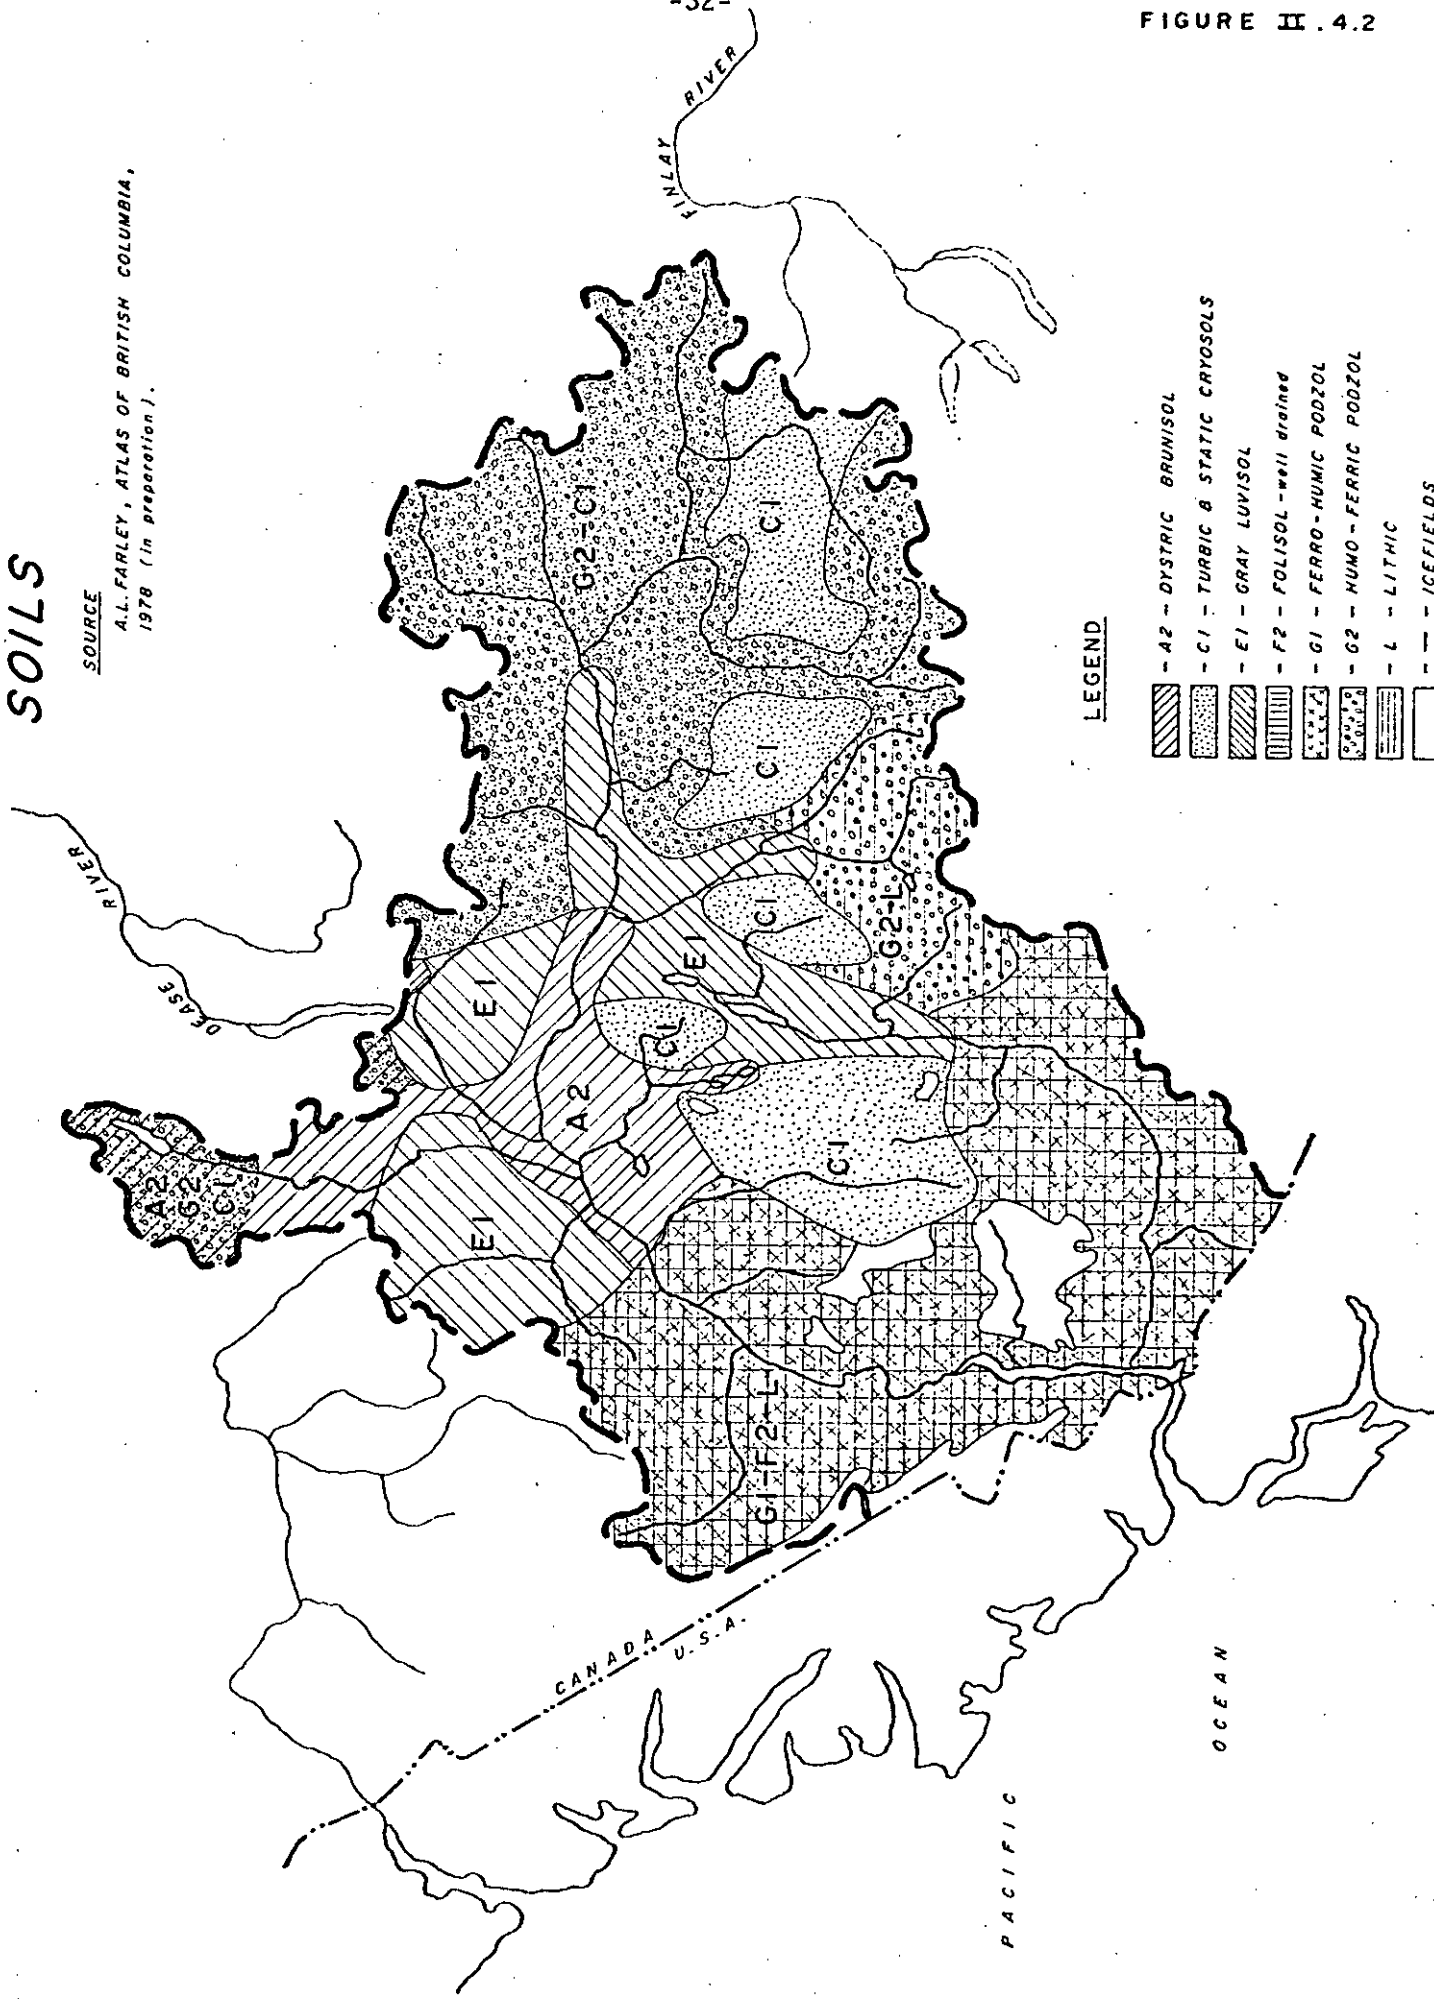 -32-
FIGURE II.4.2
SOILS
SOURCE
A.L. FARLEY, ATLAS OF BRITISH COLUMBIA,
1978 (in preparation).
DEASE RIVER
FINLAY RIVER
A2
G2
C1
E1
E1
A2
C1
E1
C1
C1
C1
C1
G2-C1
G2-L
G1-F2-L
CANADA
U.S.A.
PACIFIC
OCEAN
LEGEND
- A2 - DYSTRIC BRUNISOL
- C1 - TURBIC & STATIC CRYOSOLS
- E1 - GRAY LUVISOL
- F2 - FOLISOL - well drained
- G1 - FERRO-HUMIC PODZOL
- G2 - HUMO-FERRIC PODZOL
- L - LITHIC
- — - ICEFIELDS